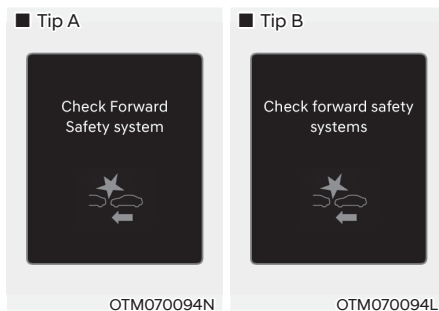 ■ Tip A
Check Forward
Safety system
OTM070094N
■ Tip B
Check forward safety
systems
OTM070094L